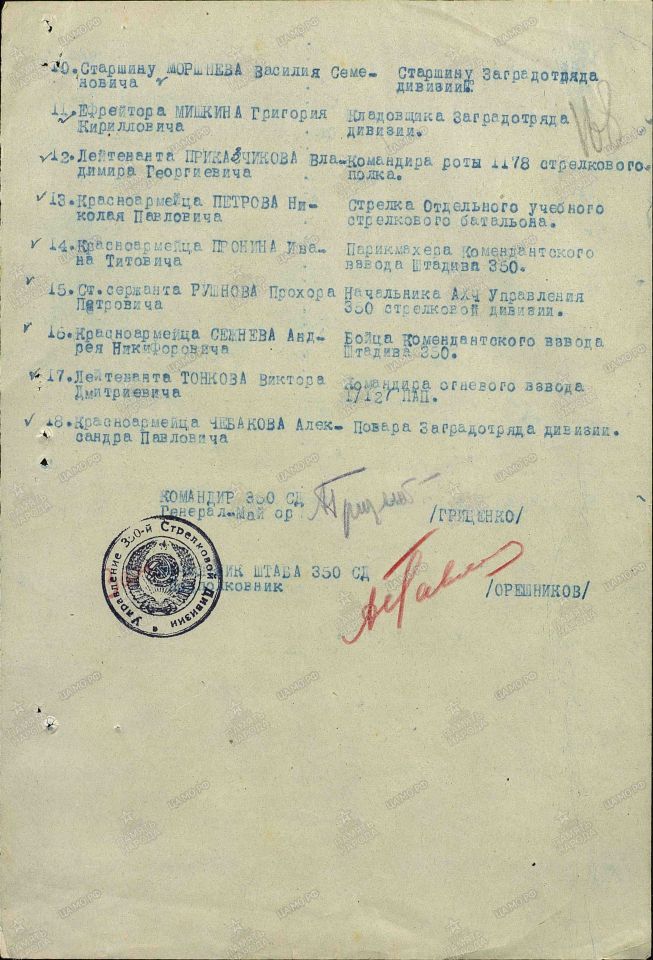 10.Старшину МОРШНЕВА Василия Семе- Старшину Заградотряда
новича дивизии.
11.Ефрейтора МИШКИНА Григория Кладовщика Заградотряда
Кирилловича дивизии.
168
12.Лейтенанта ПРИКАЗЧИКОВА Вла- Командира роты 1178 стрелкового
димира Георгиевича полка.
13.Красноармейца ПЕТРОВА Ни- Стрелка Отдельного учебного
колая Павловича стрелкового батальона.
14.Красноармейца ПРОНИНА Ива- Парикмахера Комендантского
на Титовича взвода Штадива 350.
15.Ст.сержанта РУШНОВА Прохора Начальника АХЧ Управления
Петровича 350 стрелковой дивизии.
16.Красноармейца СЕЖНЕВА Анд- Бойца Комендантского взвода
рея Никифоровича Штадива 350.
17.Лейтенанта ТОНКОВА Виктора Командира огневого взвода
Дмитриевича ПАП.
18.Красноармейца ЧЕБАКОВА Алек- Повара Заградотряда дивизии.
сандра Павловича
КОМАНДИР 350 СД
Генерал-Майор /ГРИЦЕНКО/
ИК ШТАБА 350 СД
олковник /ОРЕШНИКОВ/
Управление 350-й Стрелковой Дивизии
ЦАМО.РФ